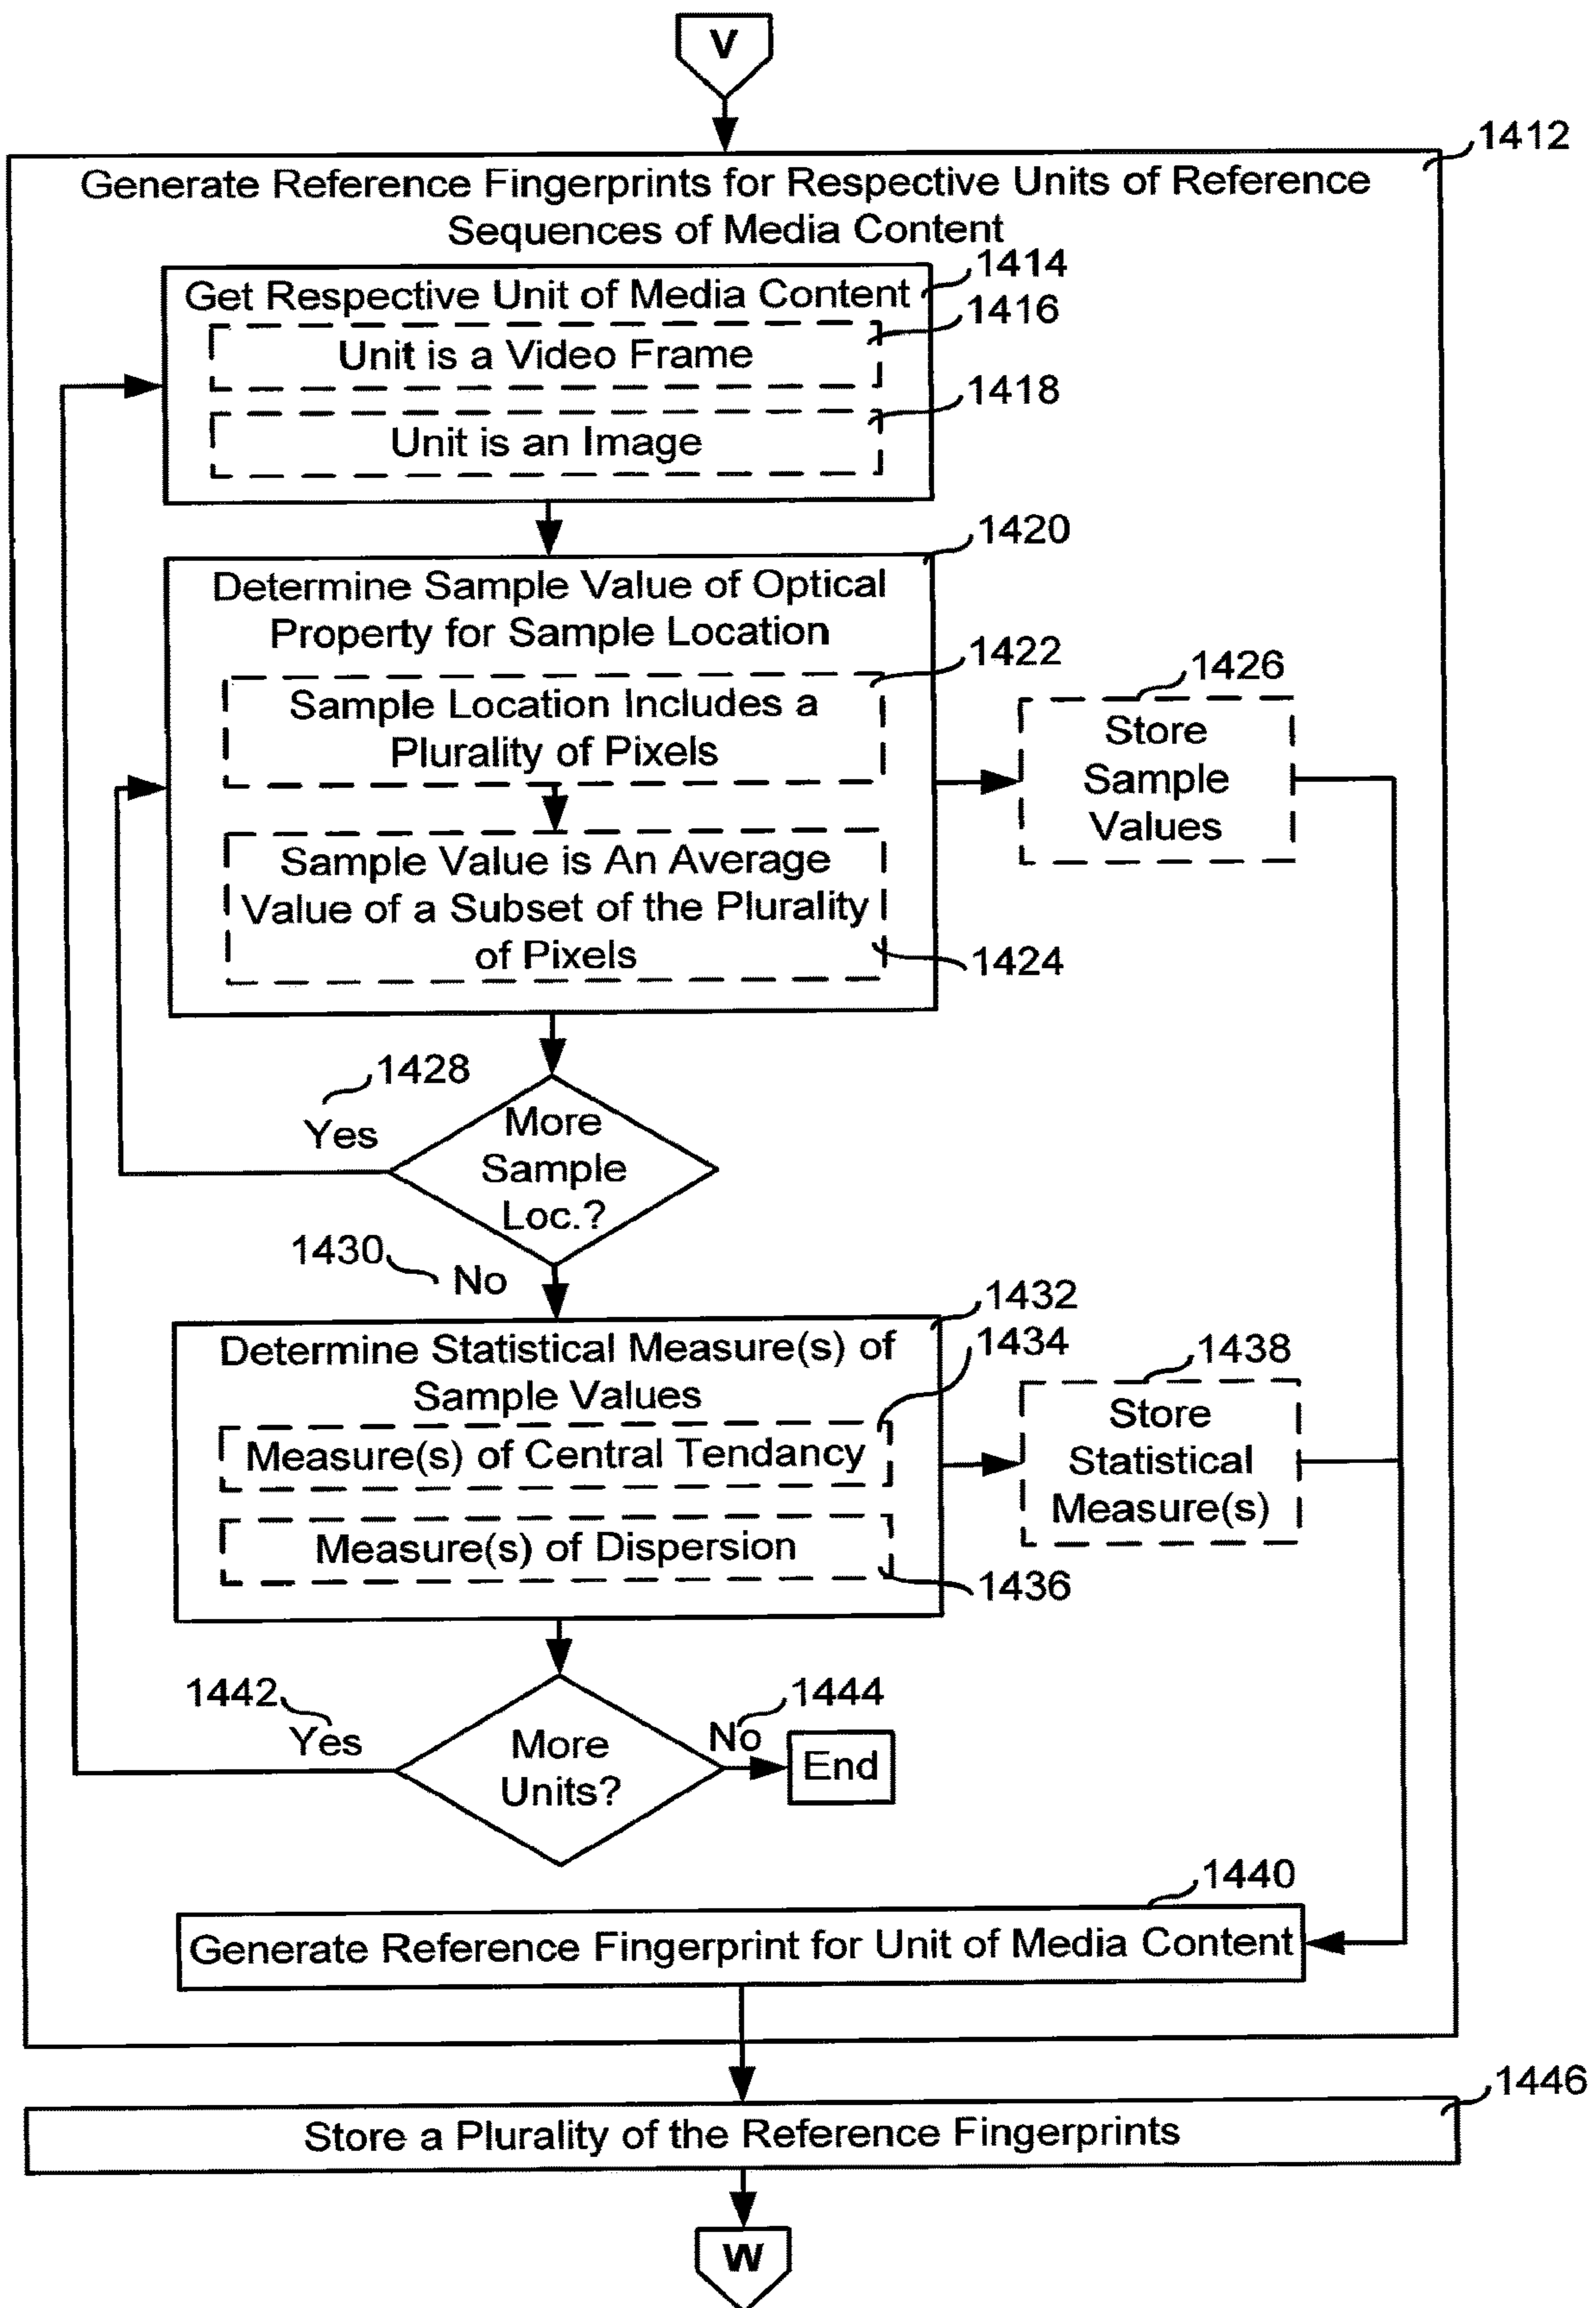 V
1412
Generate Reference Fingerprints for Respective Units of Reference
Sequences of Media Content
1414
Get Respective Unit of Media Content
1416
Unit is a Video Frame
1418
Unit is an Image
1420
Determine Sample Value of Optical
Property for Sample Location
1422
Sample Location Includes a
Plurality of Pixels
1426
Store
Sample
Values
Sample Value is An Average
Value of a Subset of the Plurality
of Pixels
1424
1428
Yes
More
Sample
Loc.?
1430
No
1432
Determine Statistical Measure(s) of
Sample Values
1434
Measure(s) of Central Tendancy
1438
Store
Statistical
Measure(s)
Measure(s) of Dispersion
1436
1442
Yes
More
Units?
No
1444
End
1440
Generate Reference Fingerprint for Unit of Media Content
1446
Store a Plurality of the Reference Fingerprints
W